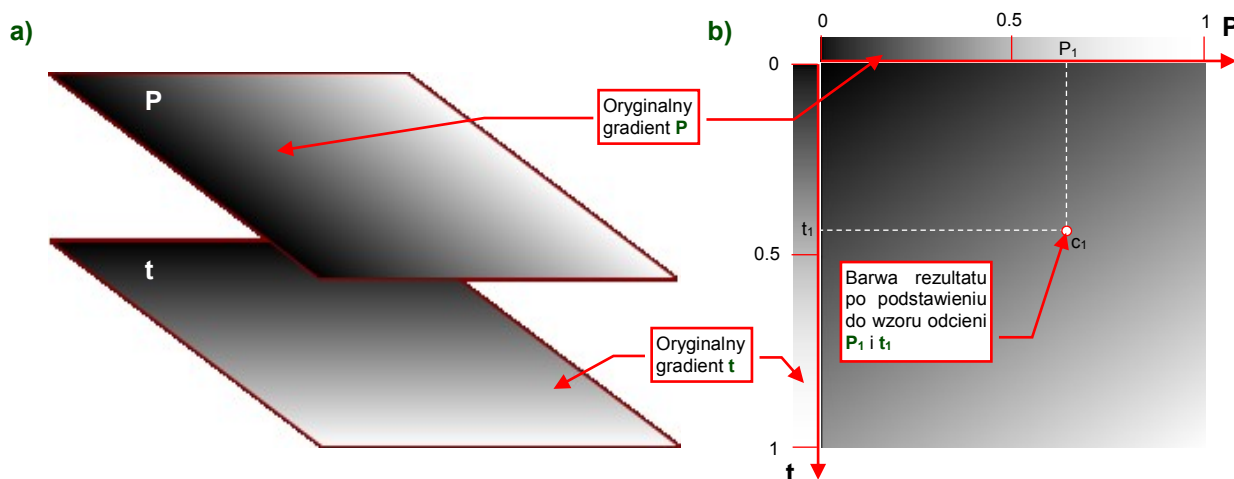 a)
P
t
Oryginalny
gradient P
Oryginalny
gradient t
b)
0
0.5
1
P
P₁
0
t₁
0.5
1
t
c₁
Barwa rezultatu
po podstawieniu
do wzoru odcieni
P₁ i t₁